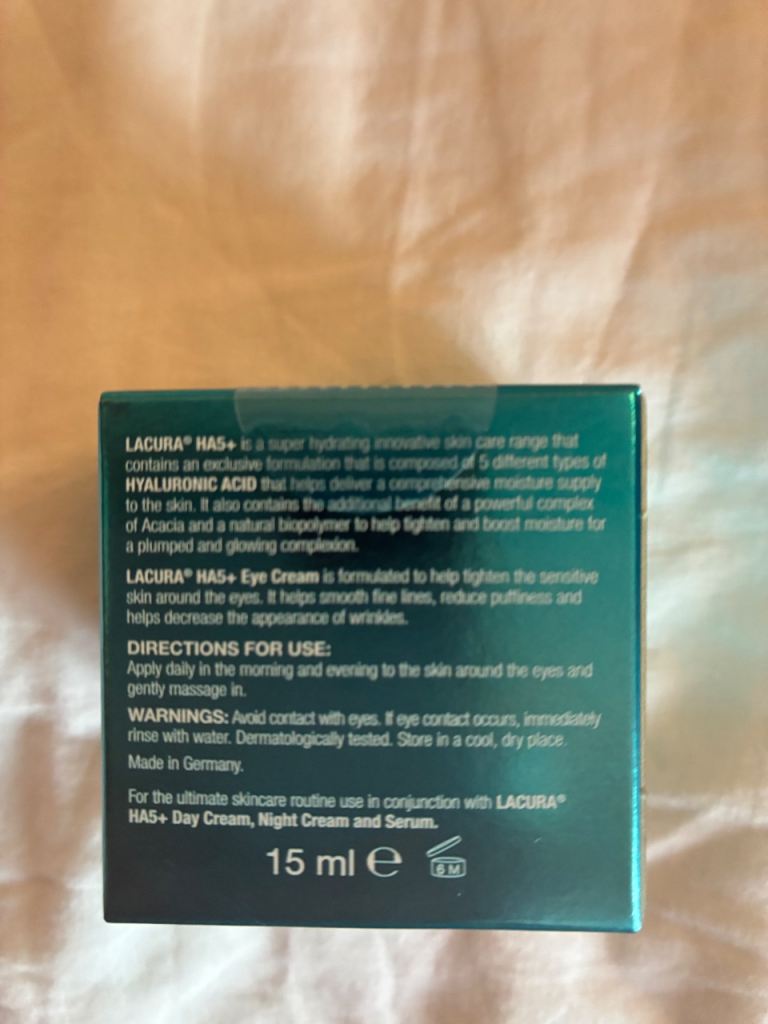 LACURA® HA5+ is a super hydrating innovative skin care range that
contains an exclusive formulation that is composed of 5 different types of
HYALURONIC ACID that helps deliver a comprehensive moisture supply
to the skin. It also contains the additional benefit of a powerful complex
of Acacia and a natural biopolymer to help tighten and boost moisture for
a plumped and glowing complexion.
LACURA® HA5+ Eye Cream is formulated to help tighten the sensitive
skin around the eyes. It helps smooth fine lines, reduce puffiness and
helps decrease the appearance of wrinkles.
DIRECTIONS FOR USE:
Apply daily in the morning and evening to the skin around the eyes and
gently massage in.
WARNINGS: Avoid contact with eyes. If eye contact occurs, immediately
rinse with water. Dermatologically tested. Store in a cool, dry place.
Made in Germany.
For the ultimate skincare routine use in conjunction with LACURA®
HA5+ Day Cream, Night Cream and Serum.
15 ml ℮ 6 M